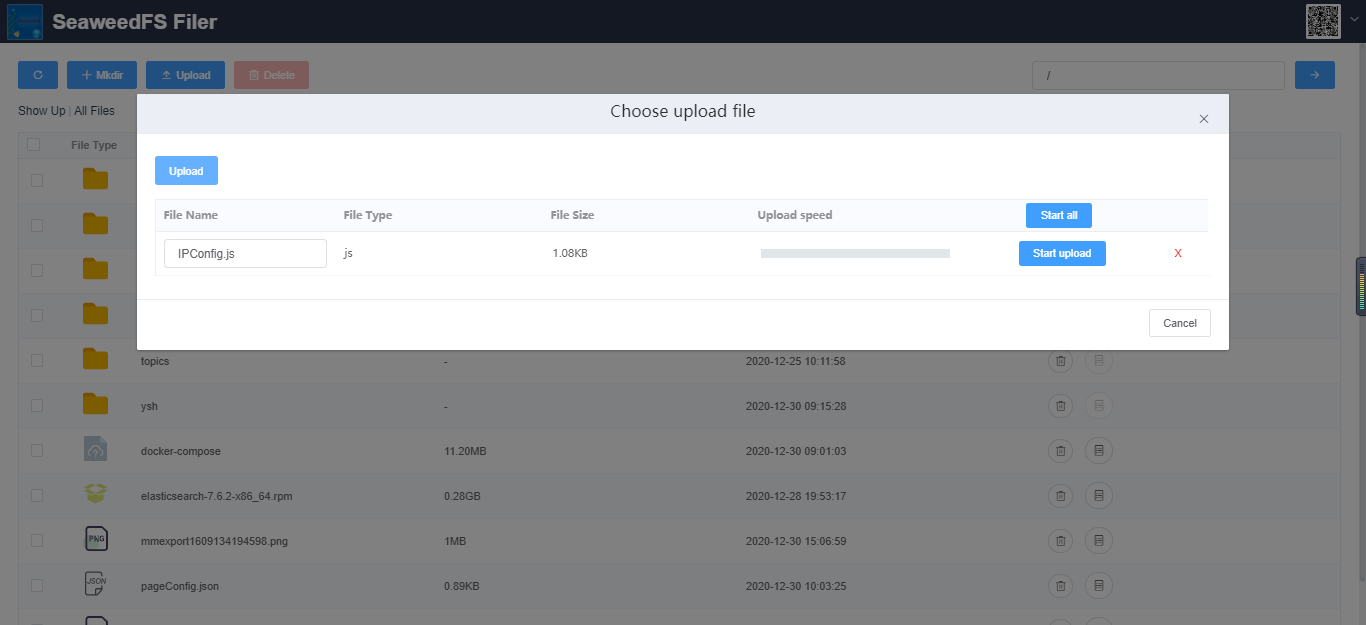 SeaweedFS Filer
Mkdir Upload Delete /
Show Up | All Files
Choose upload file
File Type
Upload
File Name File Type File Size Upload speed Start all
IPConfig.js js 1.08KB Start upload X
Cancel
topics - 2020-12-25 10:11:58
ysh - 2020-12-30 09:15:28
docker-compose 11.20MB 2020-12-30 09:01:03
elasticsearch-7.6.2-x86_64.rpm 0.28GB 2020-12-28 19:53:17
PNG mmexport1609134194598.png 1MB 2020-12-30 15:06:59
JSON pageConfig.json 0.89KB 2020-12-30 10:03:25